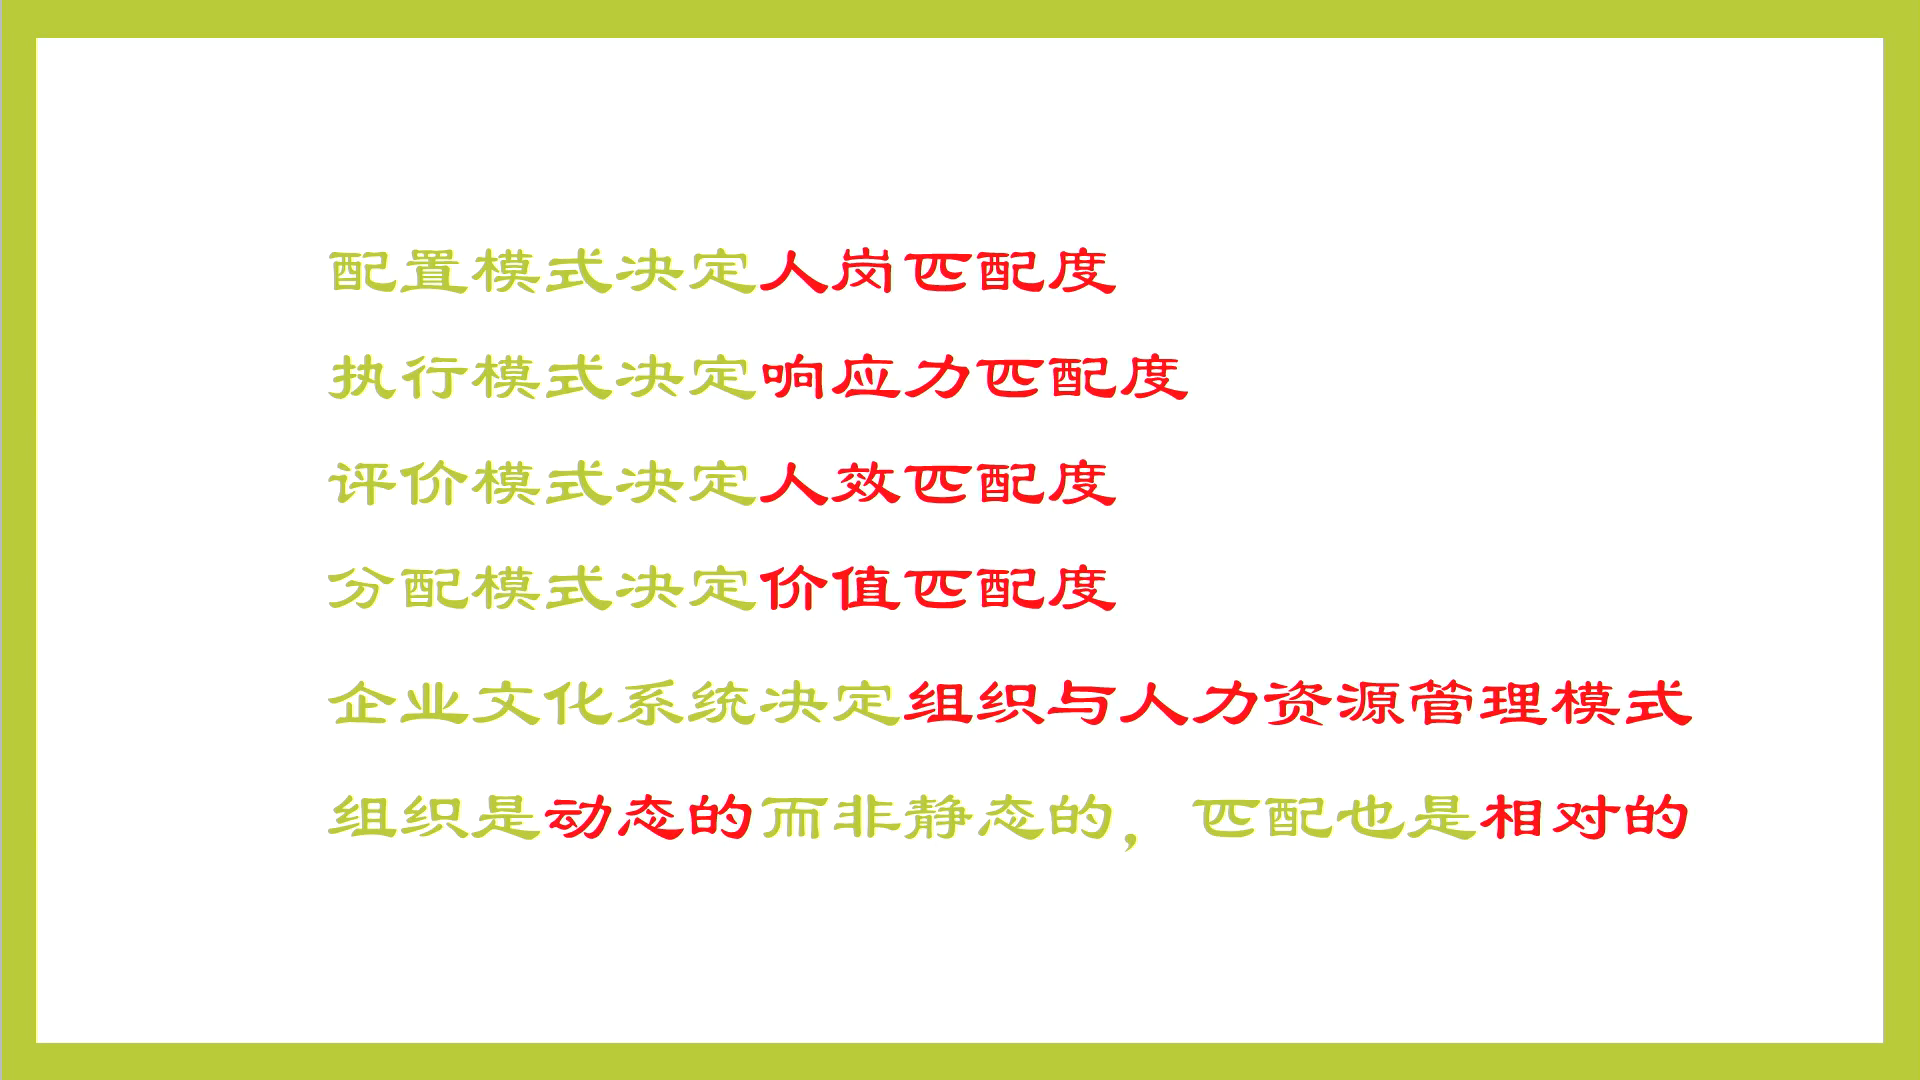 配置模式决定人岗匹配度
执行模式决定响应力匹配度
评价模式决定人效匹配度
分配模式决定价值匹配度
企业文化系统决定组织与人力资源管理模式
组织是动态的而非静态的，匹配也是相对的